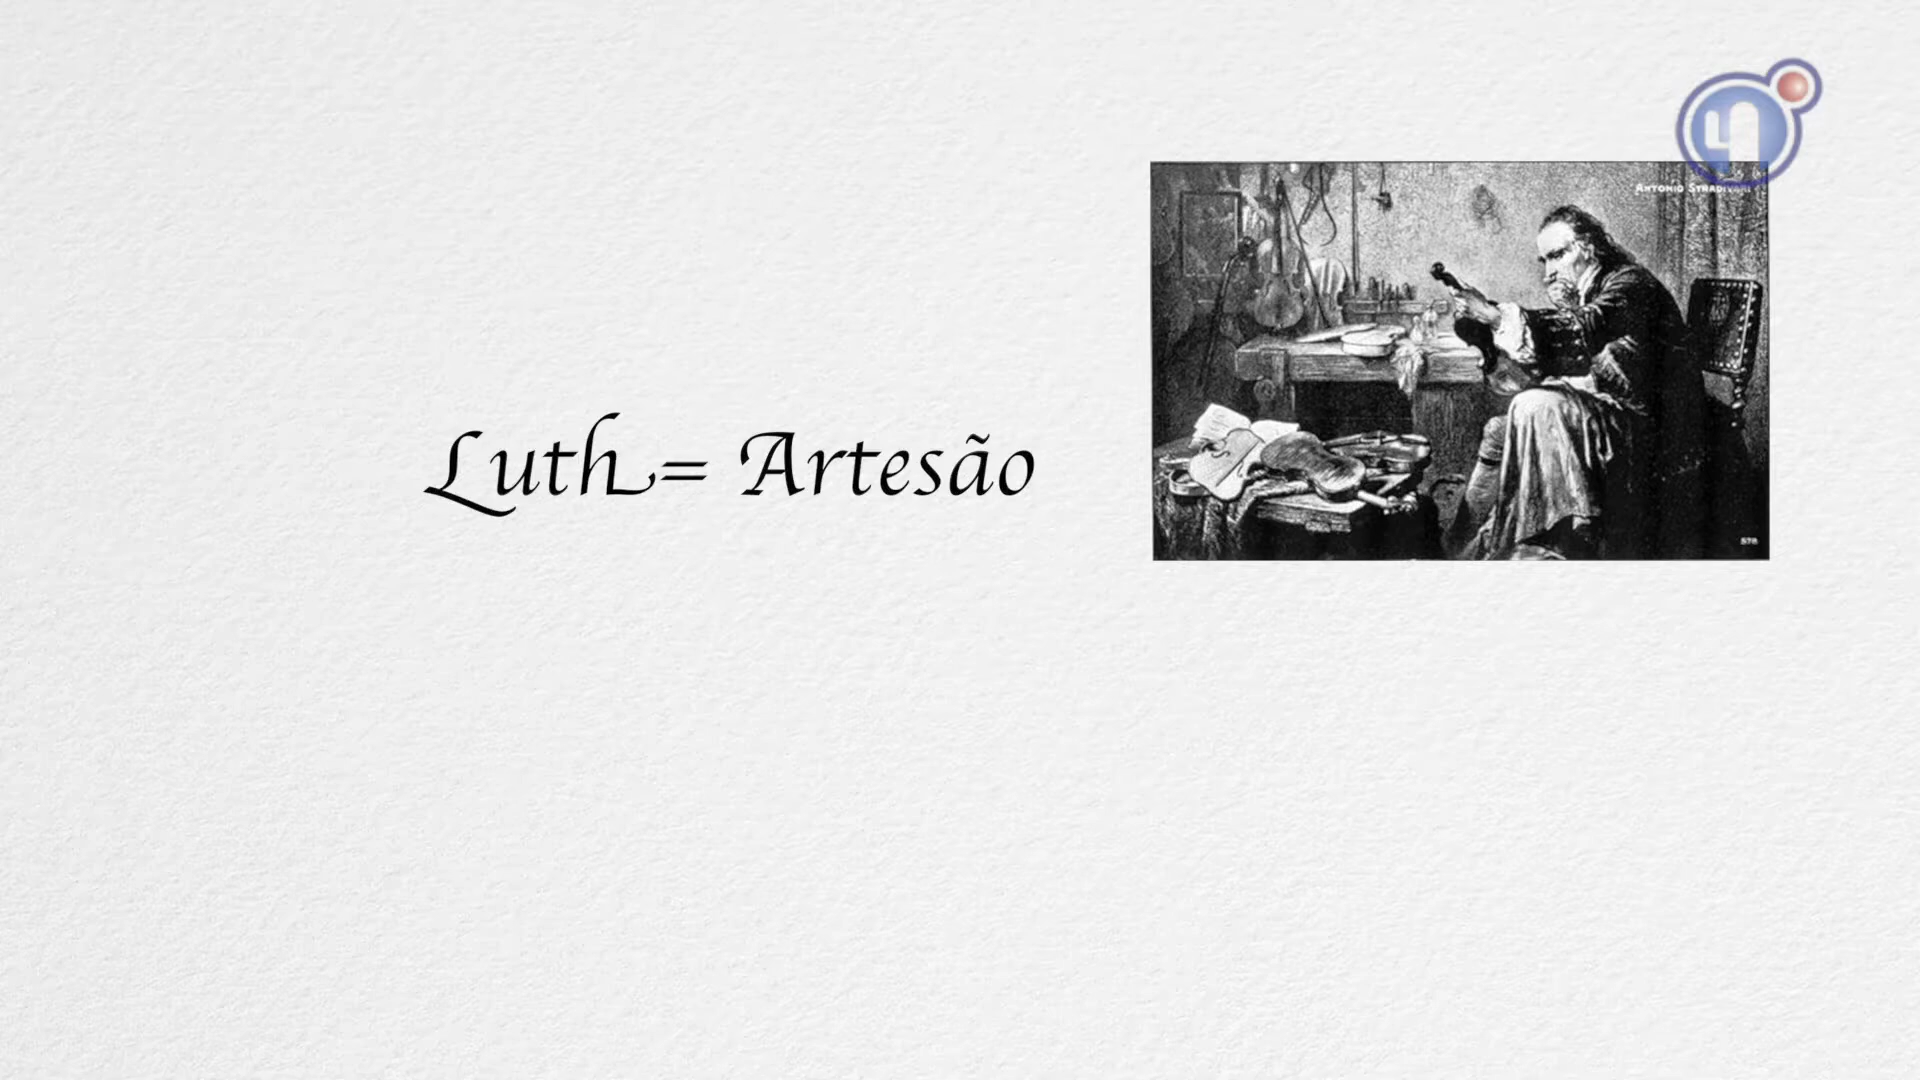 Antonio Stradivari
Luth = Artesão
578